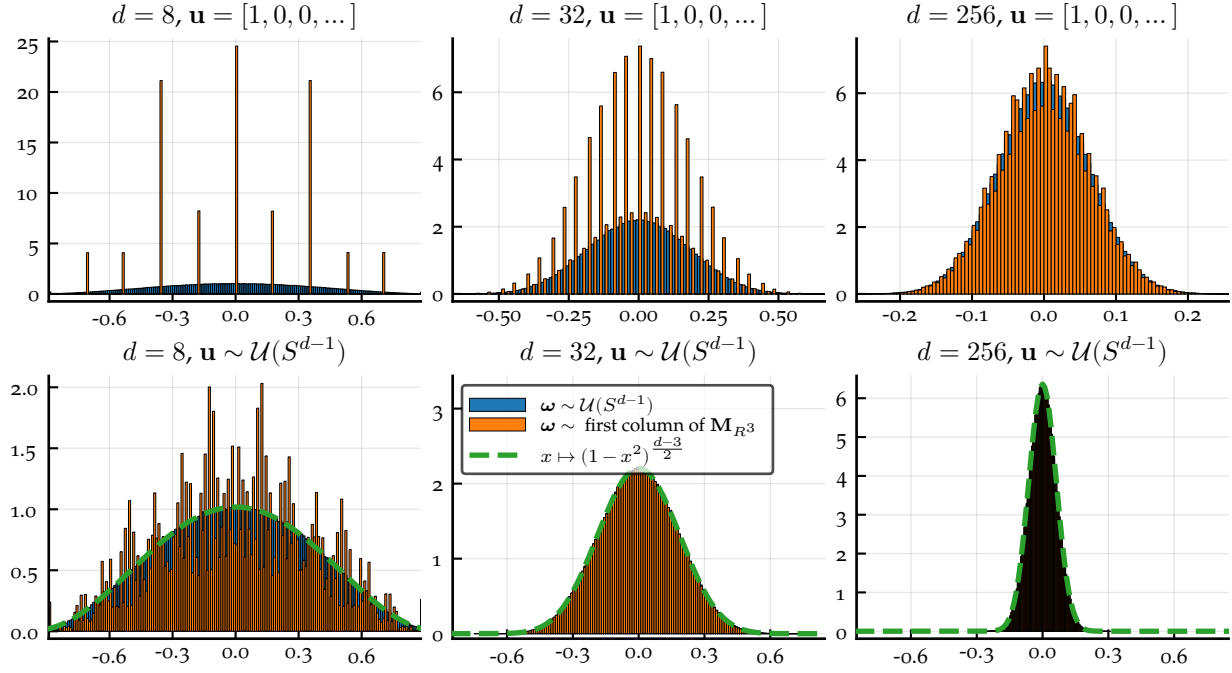 d = 8, u = [1, 0, 0, ... ]
d = 32, u = [1, 0, 0, ... ]
d = 256, u = [1, 0, 0, ... ]
25
20
15
10
5
0
-0.6 -0.3 0.0 0.3 0.6
6
4
2
0
-0.50 -0.25 0.00 0.25 0.50
6
4
2
0
-0.2 -0.1 0.0 0.1 0.2
d = 8, u ∼ 𝒰(S^{d−1})
d = 32, u ∼ 𝒰(S^{d−1})
d = 256, u ∼ 𝒰(S^{d−1})
2.0
1.5
1.0
0.5
0.0
-0.6 -0.3 0.0 0.3 0.6
3
2
1
0
-0.6 -0.3 0.0 0.3 0.6
ω ∼ 𝒰(S^{d−1})
ω ∼ first column of M_{R^3}
x ↦ (1−x^2)^{\frac{d−3}{2}}
6
5
4
3
2
1
0
-0.6 -0.3 0.0 0.3 0.6